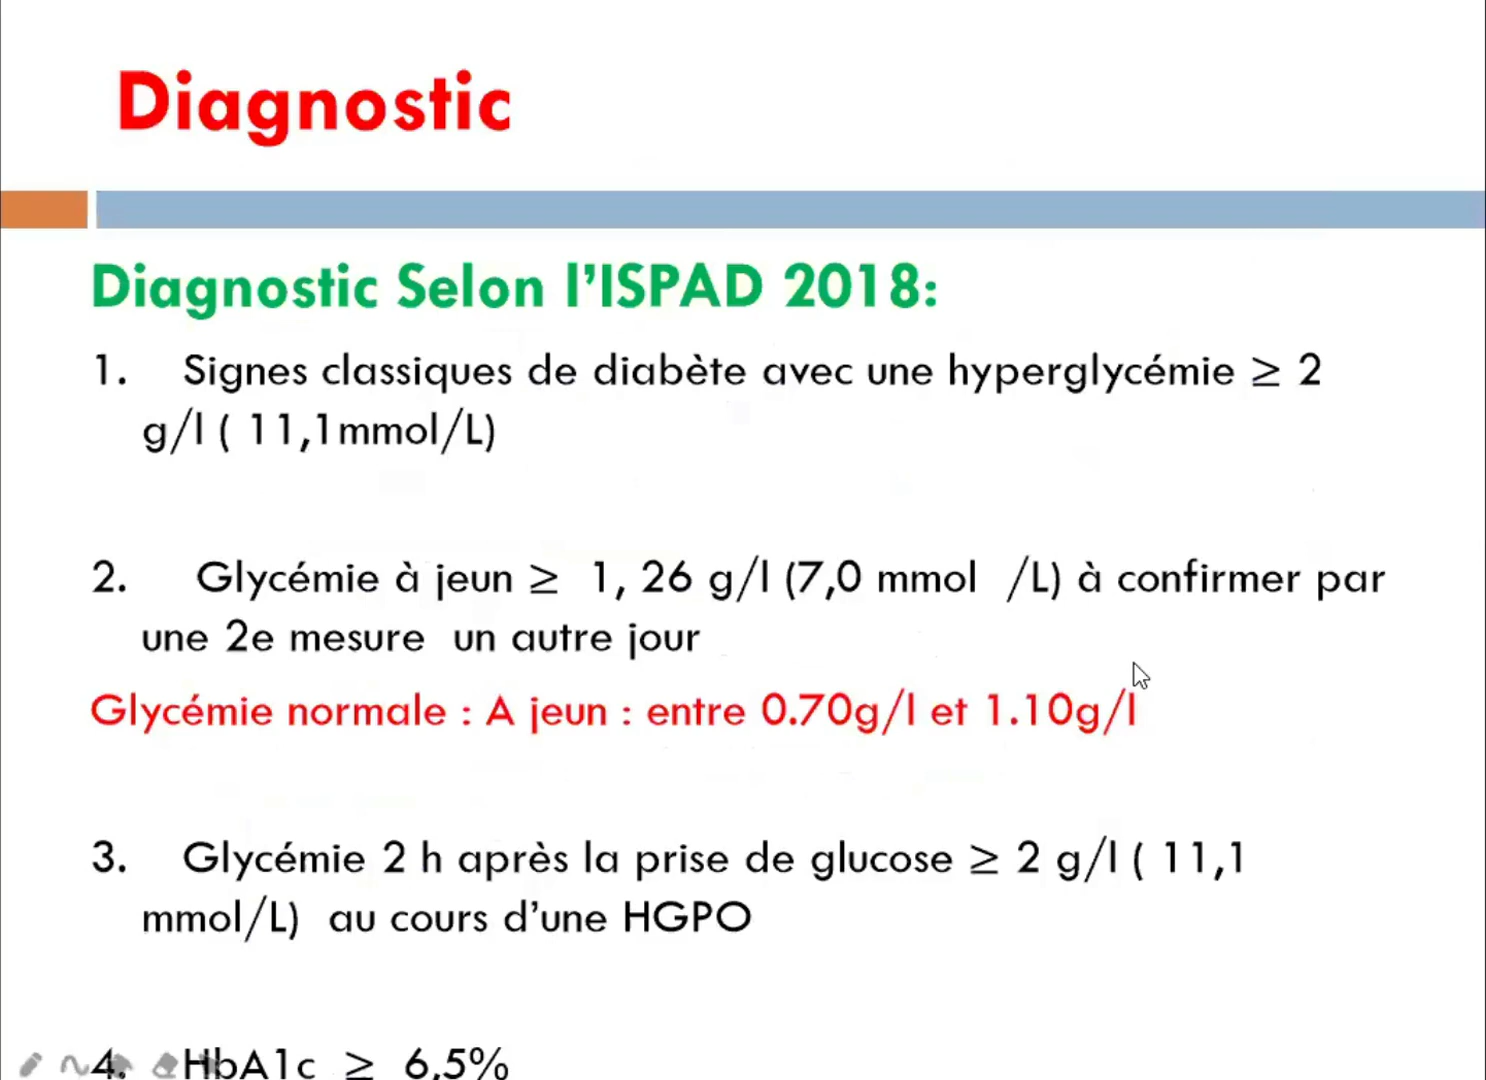 Diagnostic
Diagnostic Selon l'ISPAD 2018:
1. Signes classiques de diabète avec une hyperglycémie ≥ 2
g/l ( 11,1mmol/L)
2. Glycémie à jeun ≥ 1, 26 g/l (7,0 mmol /L) à confirmer par
une 2e mesure un autre jour
Glycémie normale : A jeun : entre 0.70g/l et 1.10g/l
3. Glycémie 2 h après la prise de glucose ≥ 2 g/l ( 11,1
mmol/L) au cours d'une HGPO
4. HbA1c ≥ 6,5%